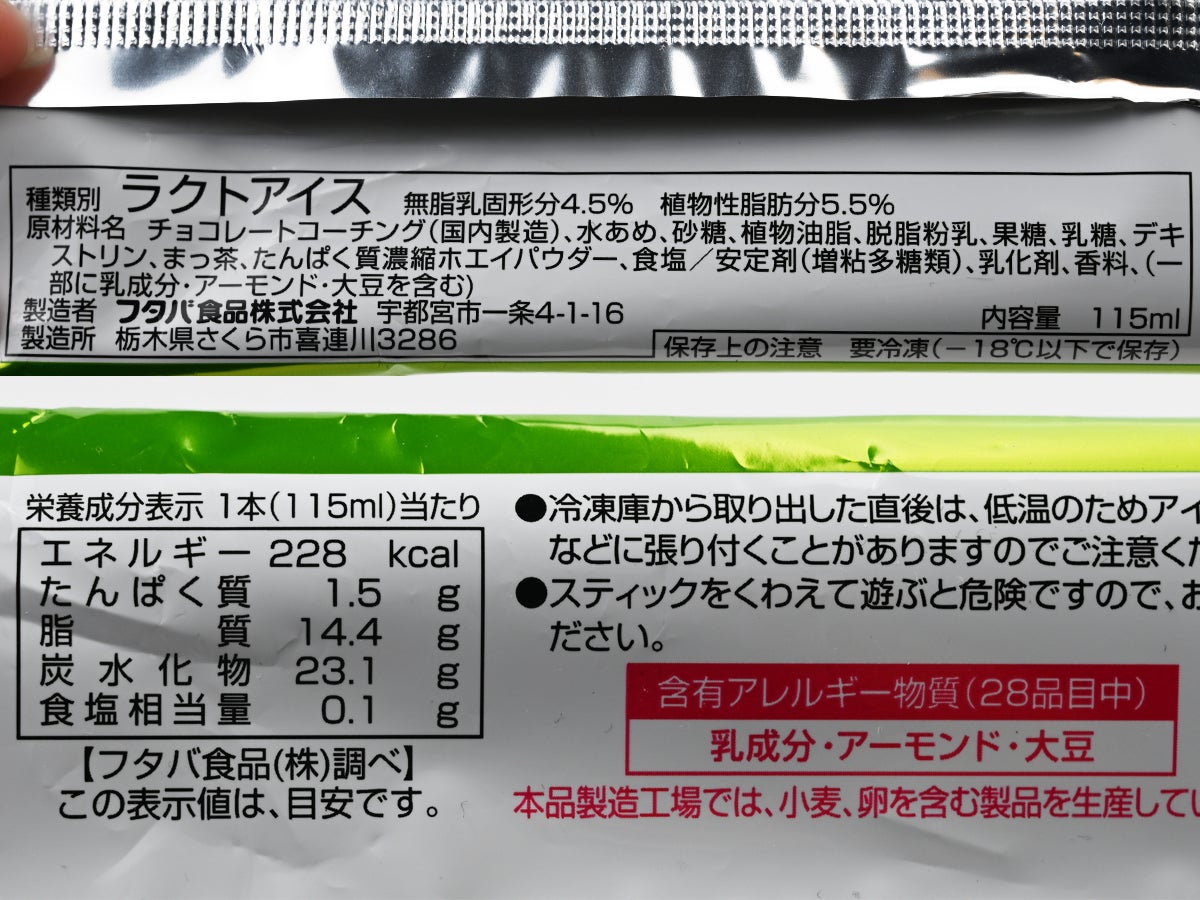 種類別 ラクトアイス 無脂乳固形分4.5% 植物性脂肪分5.5%
原材料名 チョコレートコーチング(国内製造)、水あめ、砂糖、植物油脂、脱脂粉乳、果糖、乳糖、デキ
ストリン、まっ茶、たんぱく質濃縮ホエイパウダー、食塩/安定剤(増粘多糖類)、乳化剤、香料、(一
部に乳成分・アーモンド・大豆を含む)
製造者 フタバ食品株式会社 宇都宮市一条4-1-16 内容量 115ml
製造所 栃木県さくら市喜連川3286
保存上の注意 要冷凍(-18℃以下で保存)
栄養成分表示 1本(115ml)当たり
エネルギー 228 kcal
たんぱく質 1.5 g
脂質 14.4 g
炭水化物 23.1 g
食塩相当量 0.1 g
【フタバ食品(株)調べ】
この表示値は、目安です。
●冷凍庫から取り出した直後は、低温のためアイ
などに張り付くことがありますのでご注意くだ
●スティックをくわえて遊ぶと危険ですので、お
ださい。
含有アレルギー物質(28品目中)
乳成分・アーモンド・大豆
本品製造工場では、小麦、卵を含む製品を生産してい